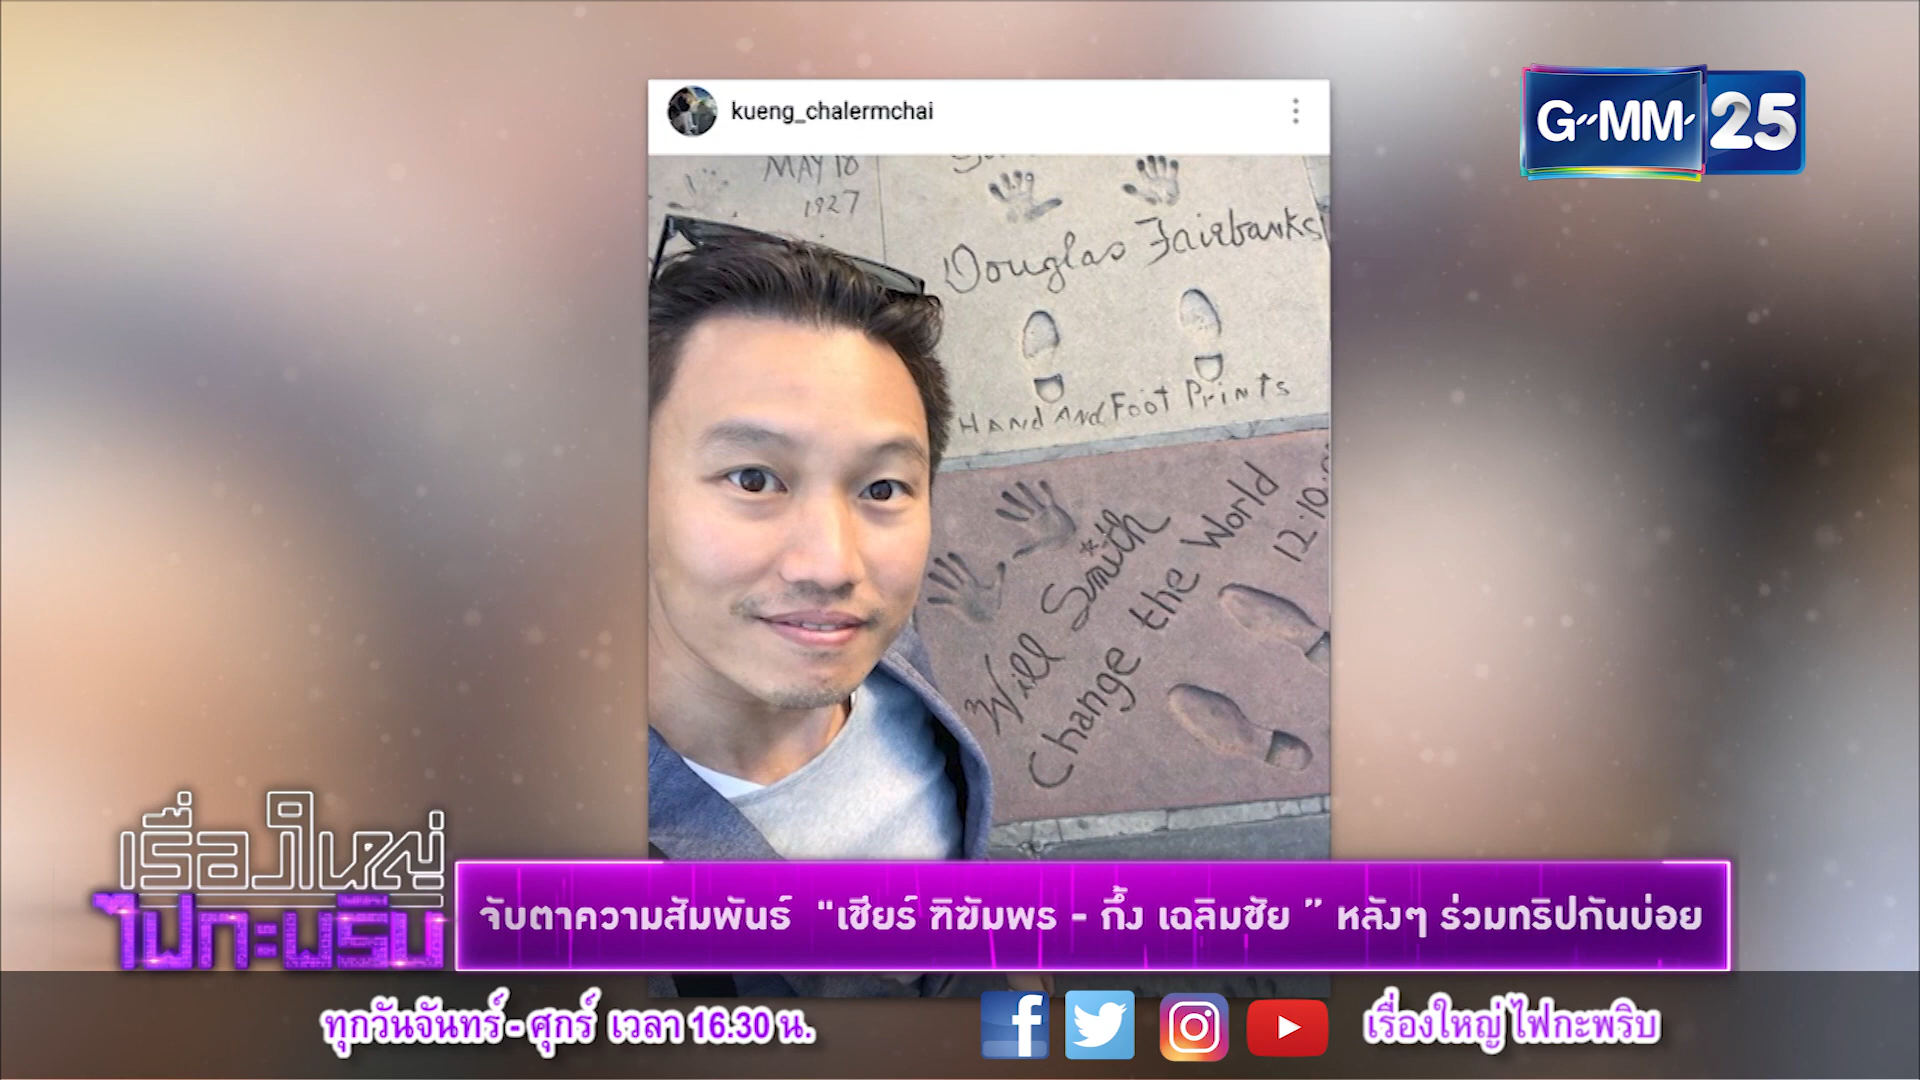 kueng_chalermchai
G"MM' 25
MAY 10
1927
Douglas Fairbanks
HAND AND FOOT PRINTS
Will Smith
Change the World
12.10.
เรื่องใหญ่
ไฟกะพริบ
จับตาความสัมพันธ์ "เชียร์ ฑิฆัมพร - กึ้ง เฉลิมชัย " หลังๆ ร่วมทริปกันบ่อย
ทุกวันจันทร์ - ศุกร์ เวลา 16.30 น.
เรื่องใหญ่ ไฟกะพริบ